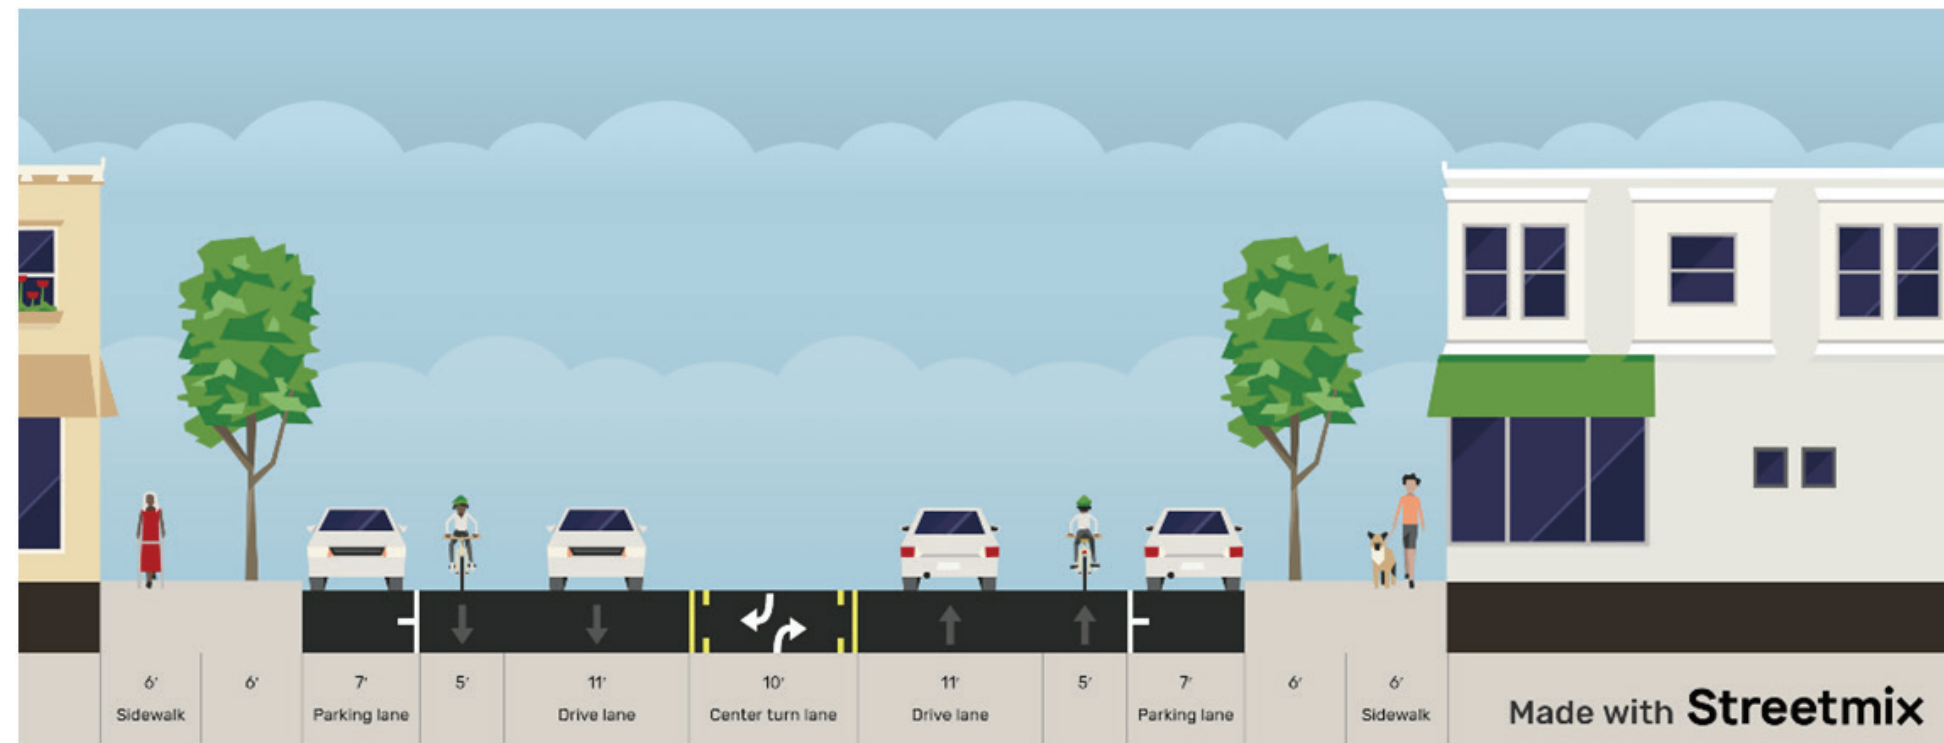 6′ 6′ 7′ 5′ 11′ 10′ 11′ 5′ 7′ 6′ 6′
Sidewalk Parking lane Drive lane Center turn lane Drive lane Parking lane Sidewalk
Made with Streetmix